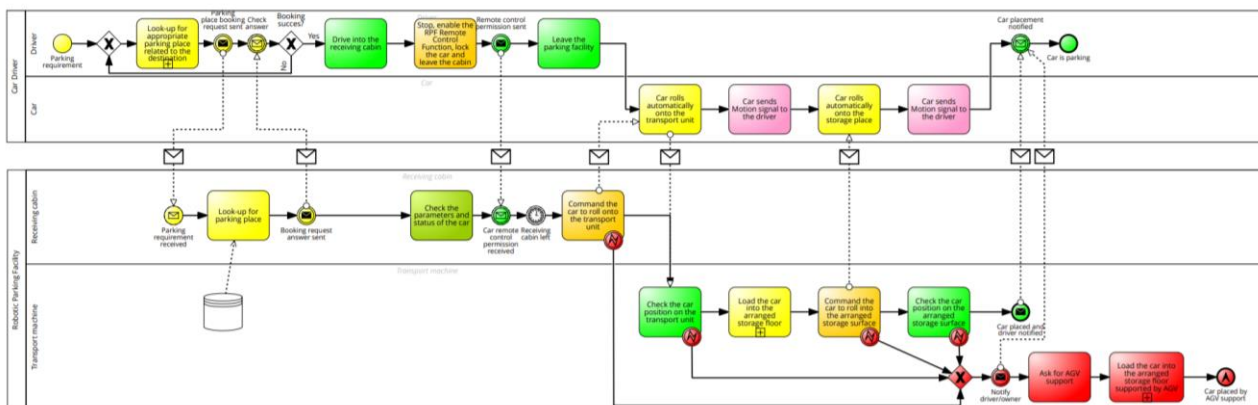 Car Driver
Driver
Parking
requirement
Look-up for
appropriate
parking place
related to the
destination
Parking
place booking
request sent
Check
answer
Booking
succes?
Yes
No
Drive into the
receiving cabin
Stop, enable the
RPF Remote
Control
Function, lock
the car and
leave the cabin
Remote control
permission sent
Leave the
parking facility
Car placement
notified
Car is parking
Car
Car
Car rolls
automatically
onto the
transport unit
Car sends
Motion signal to
the driver
Car rolls
automatically
onto the
storage place
Car sends
Motion signal to
the driver
Robotic Parking Facility
Receiving cabin
Receiving cabin
Parking
requirement
received
Look-up for
parking place
Booking request
answer sent
Check the
parameters and
status of the car
Car remote
control
permission
received
Receiving
cabin left
Command the
car to roll onto
the transport
unit
Transport machine
Transport machine
Check the car
position on the
transport unit
Load the car
into the
arranged
storage floor
Command the
car to roll into
the arranged
storage surface
Check the car
position on the
arranged
storage surface
Car placed and
driver notified
Notify
driver/owner
Ask for AGV
support
Load the car into
the arranged
storage floor
supported by AGV
Car placed by
AGV support